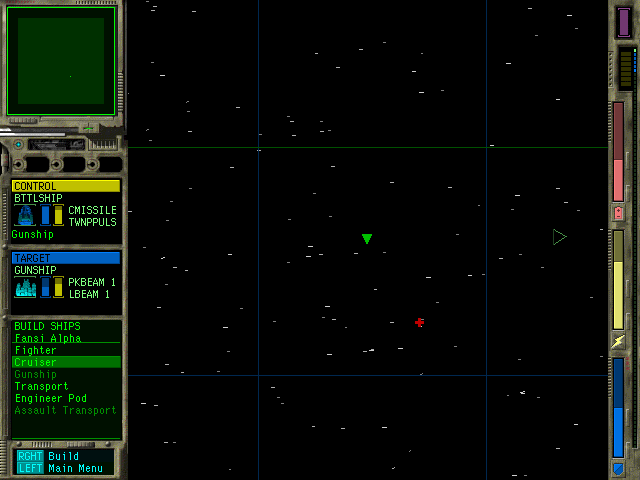 CONTROL
BTTLSHIP
CMISSILE
TWNPPULS
Gunship
TARGET
GUNSHIP
PKBEAM 1
LBEAM 1
BUILD SHIPS
Fansi Alpha
Fighter
Cruiser
Gunship
Transport
Engineer Pod
Assault Transport
RGHT Build
LEFT Main Menu